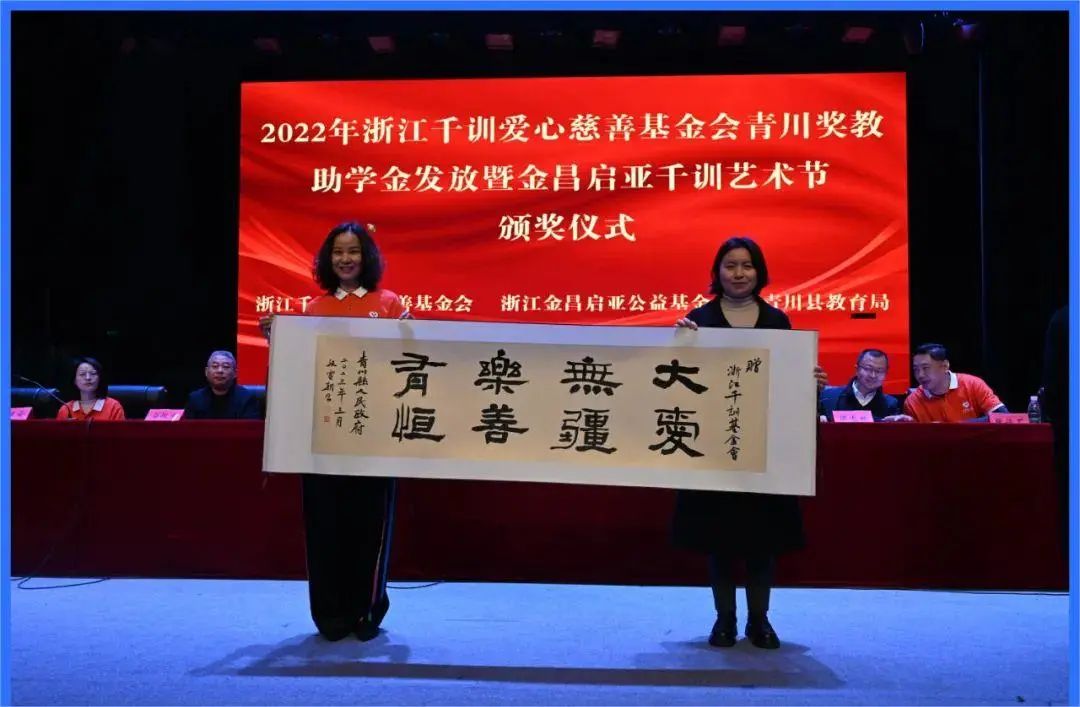 2022年浙江千训爱心慈善基金会青川奖教
助学金发放暨金昌启亚千训艺术节
颁奖仪式
浙江千 善基金会 浙江金昌启亚公益基金 青川县教育局
贈
浙江千訓基金會
大愛
無疆
樂善
有恒
青川縣人民政府
二〇二三年三月